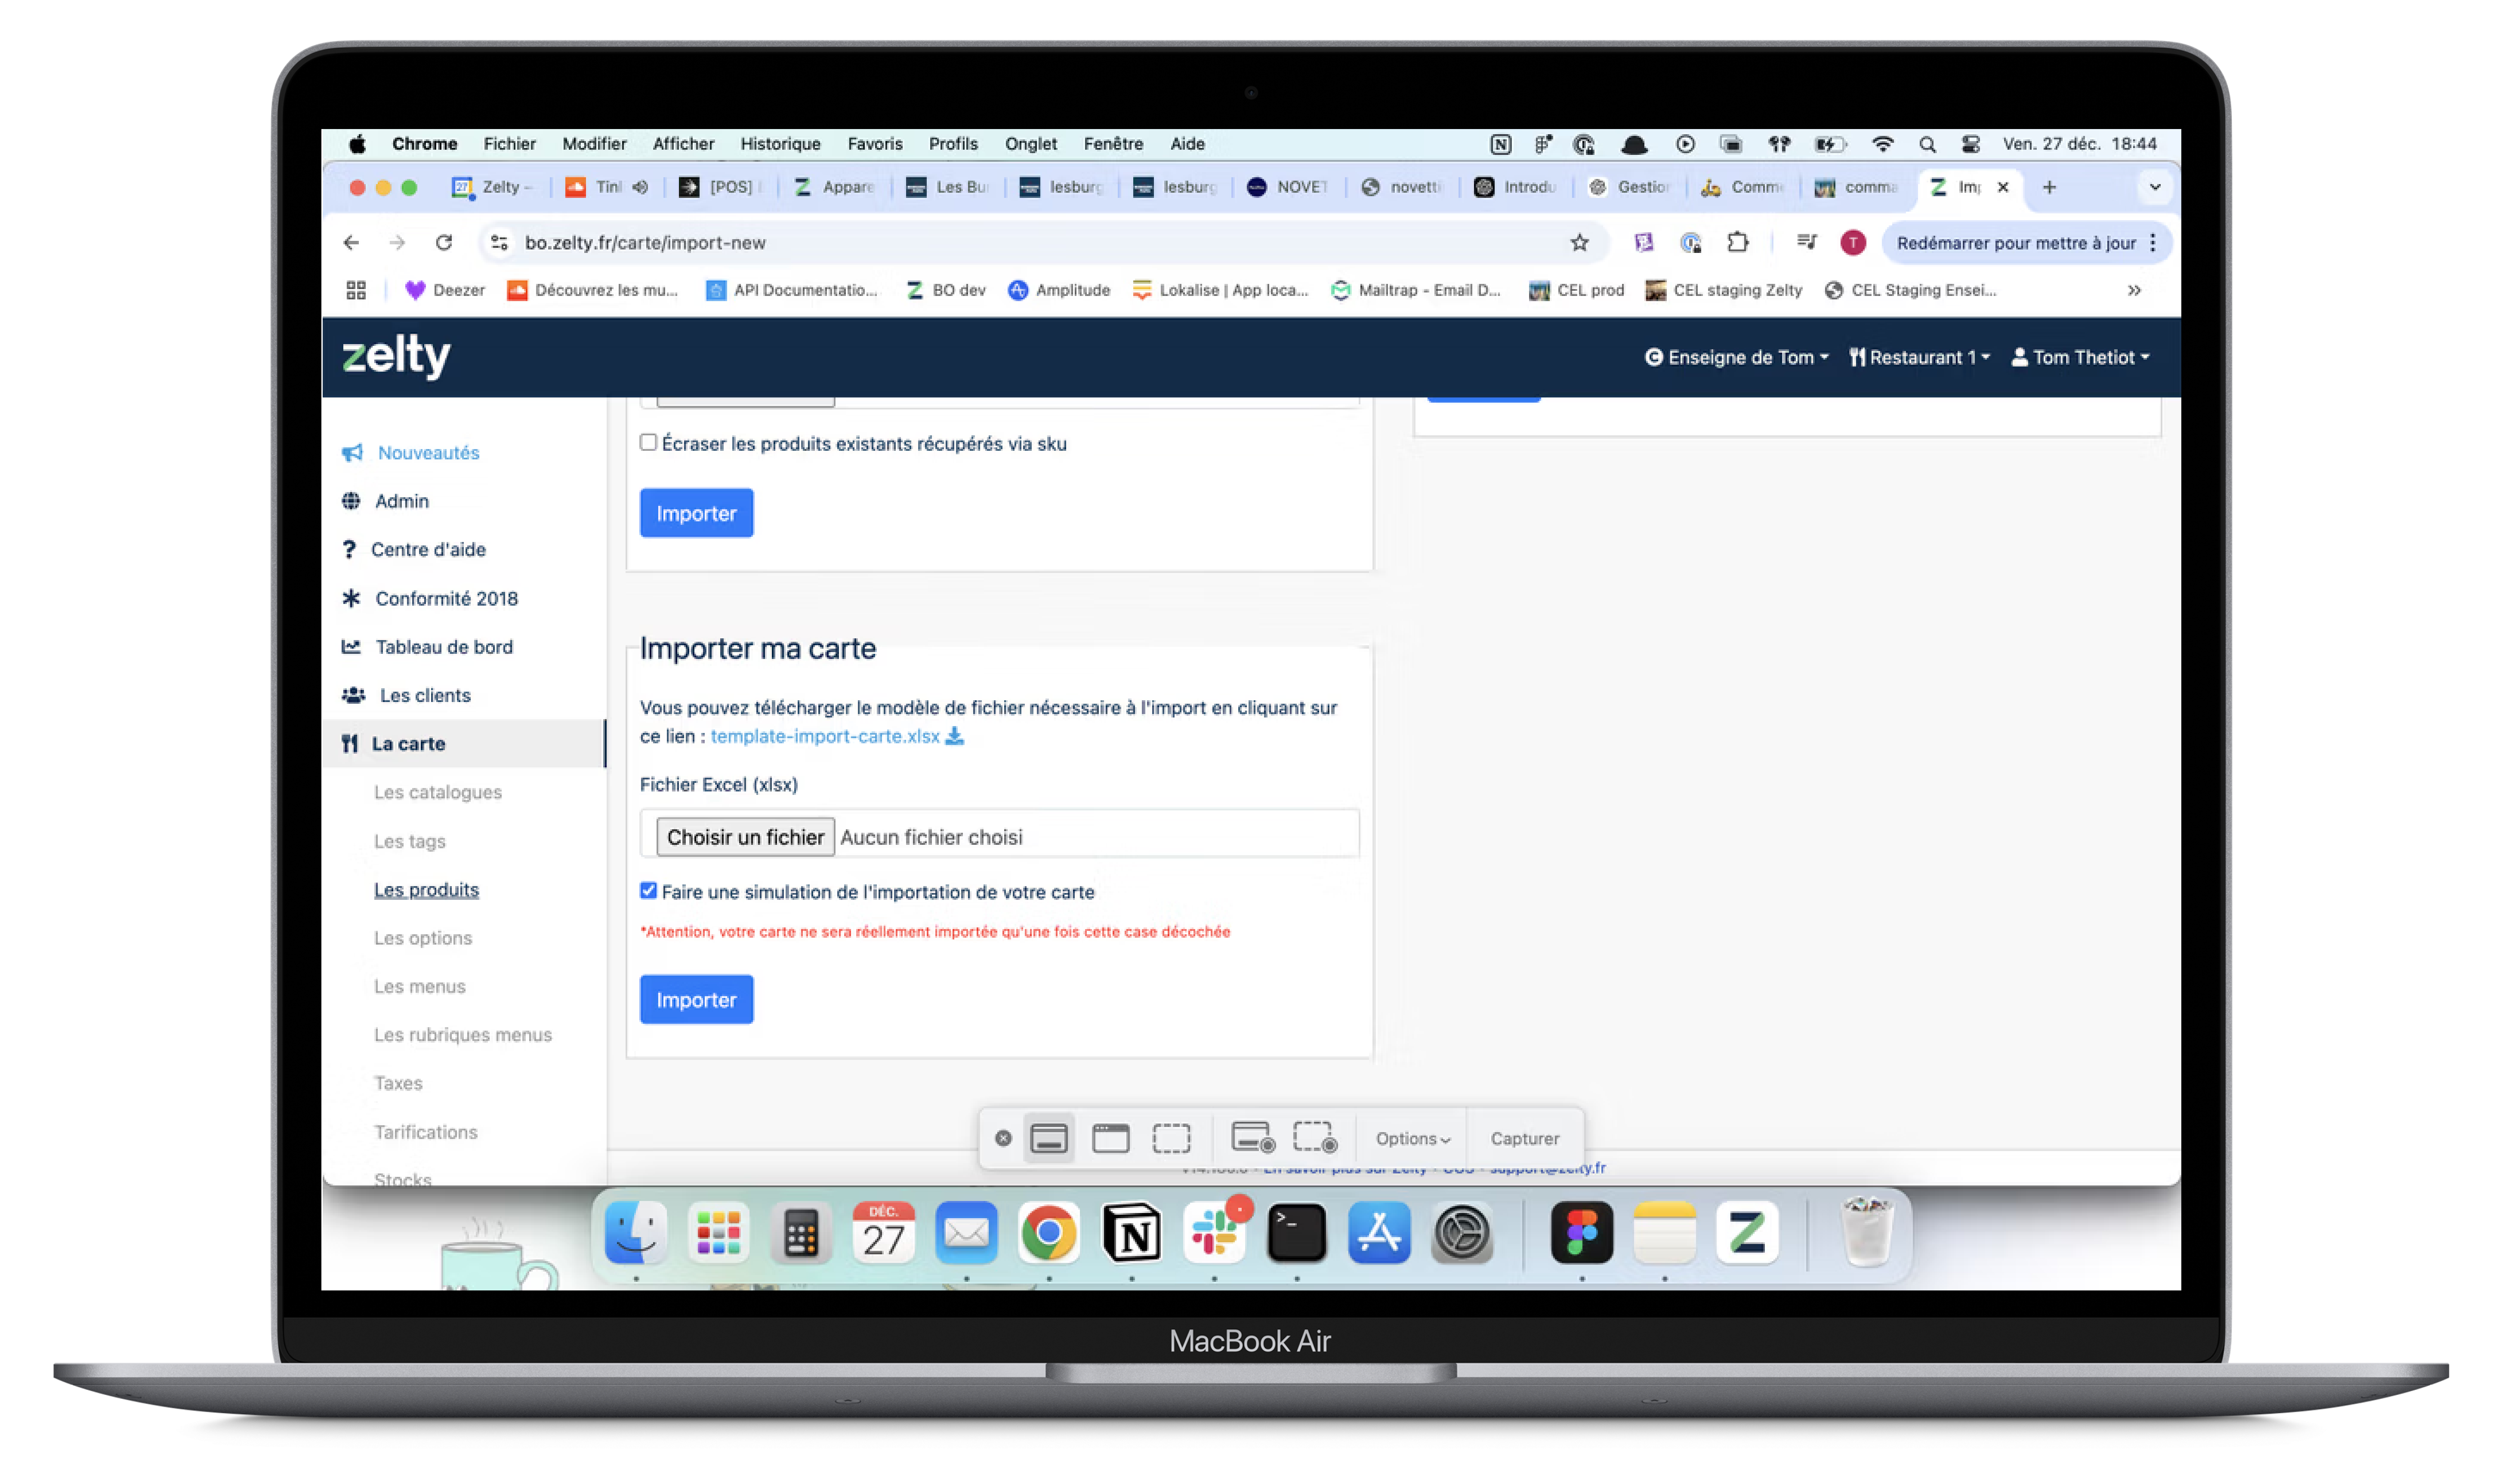 Chrome Fichier Modifier Afficher Historique Favoris Profils Onglet Fenêtre Aide Ven. 27 déc. 18:44
Zelty – Tinl [POS] Appare Les Bu lesburg lesburg NOVET novetti Introdu Gestion Comme comma Im
bo.zelty.fr/carte/import-new T Redémarrer pour mettre à jour
Deezer Découvrez les mu... API Documentatio... BO dev Amplitude Lokalise | App loca... Mailtrap - Email D... CEL prod CEL staging Zelty CEL Staging Ensei...
zelty Enseigne de Tom Restaurant 1 Tom Thetiot
Nouveautés
Admin
Centre d'aide
Conformité 2018
Tableau de bord
Les clients
La carte
Les catalogues
Les tags
Les produits
Les options
Les menus
Les rubriques menus
Taxes
Tarifications
Stocks
Écraser les produits existants récupérés via sku
Importer
Importer ma carte
Vous pouvez télécharger le modèle de fichier nécessaire à l'import en cliquant sur
ce lien : template-import-carte.xlsx
Fichier Excel (xlsx)
Choisir un fichier Aucun fichier choisi
Faire une simulation de l'importation de votre carte
*Attention, votre carte ne sera réellement importée qu'une fois cette case décochée
Importer
Options Capturer
En savoir plus sur Zelty - CGS - support@zelty.fr
DÉC.
27
MacBook Air